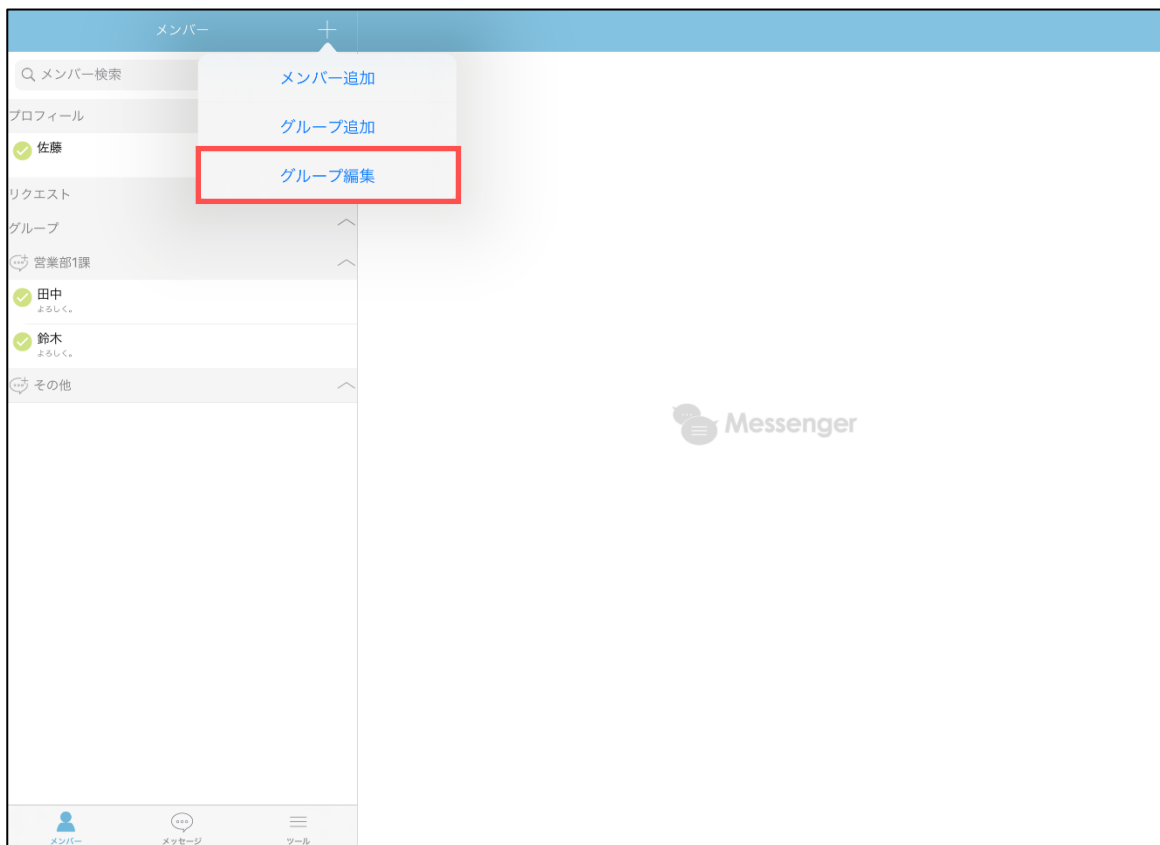 メンバー
メンバー検索
メンバー追加
グループ追加
グループ編集
プロフィール
佐藤
リクエスト
グループ
営業部1課
田中
よろしく。
鈴木
よろしく。
その他
Messenger
メンバー
メッセージ
ツール